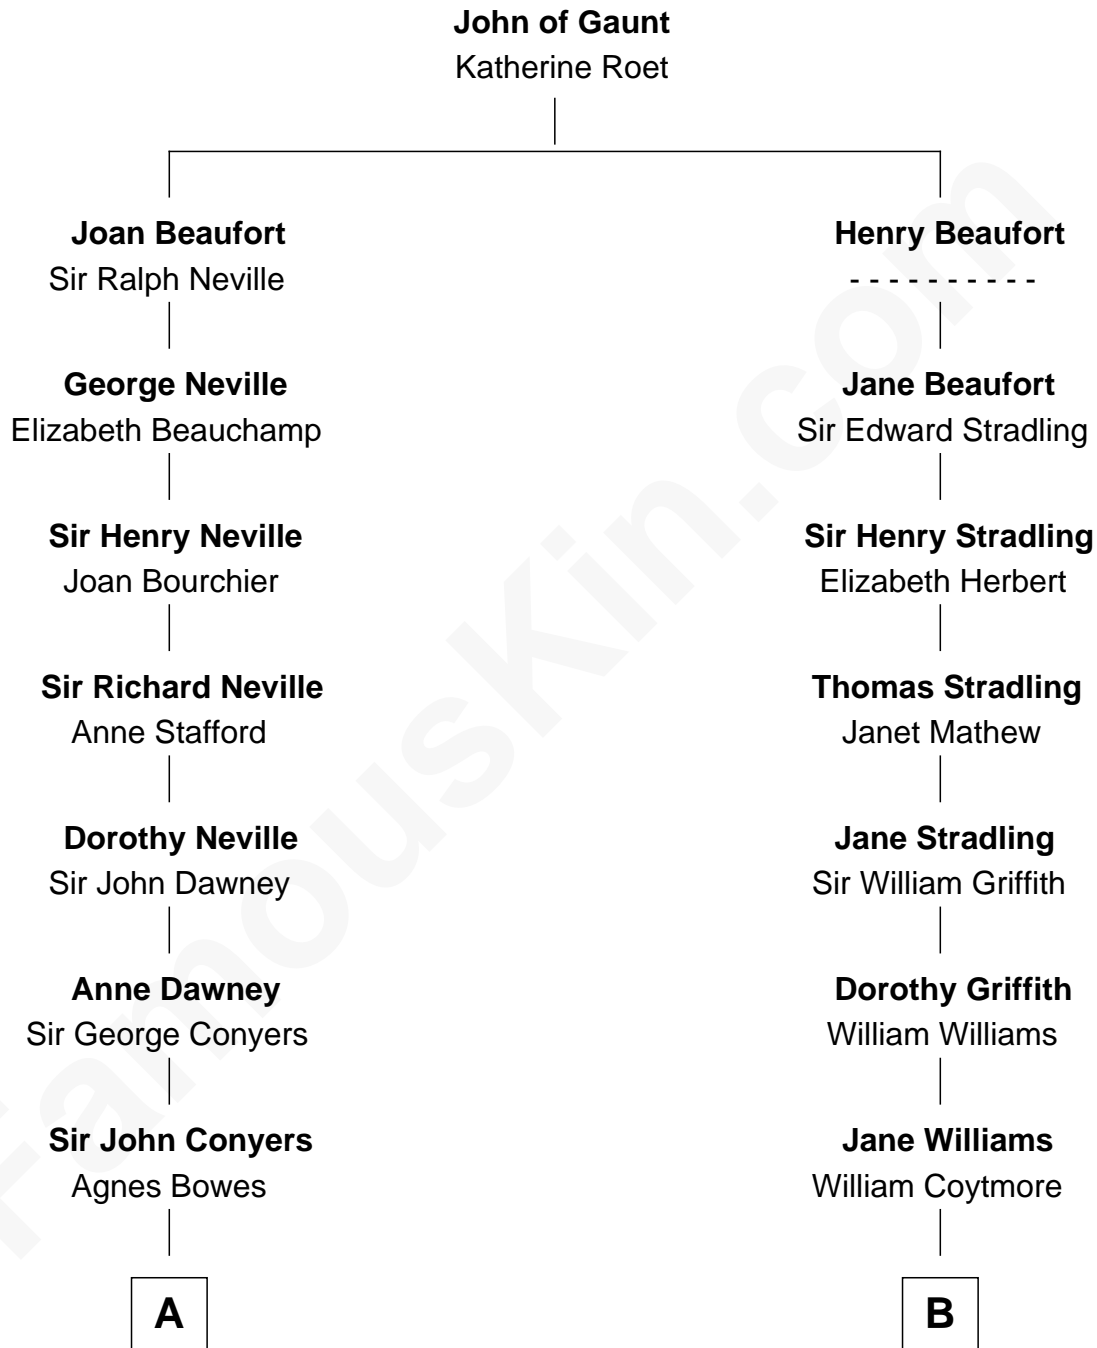 John of Gaunt
Katherine Roet
Joan Beaufort
Sir Ralph Neville
George Neville
Elizabeth Beauchamp
Sir Henry Neville
Joan Bourchier
Sir Richard Neville
Anne Stafford
Dorothy Neville
Sir John Dawney
Anne Dawney
Sir George Conyers
Sir John Conyers
Agnes Bowes
A
Henry Beaufort
- - - - - - - - - -
Jane Beaufort
Sir Edward Stradling
Sir Henry Stradling
Elizabeth Herbert
Thomas Stradling
Janet Mathew
Jane Stradling
Sir William Griffith
Dorothy Griffith
William Williams
Jane Williams
William Coytmore
B
FamousKin.com